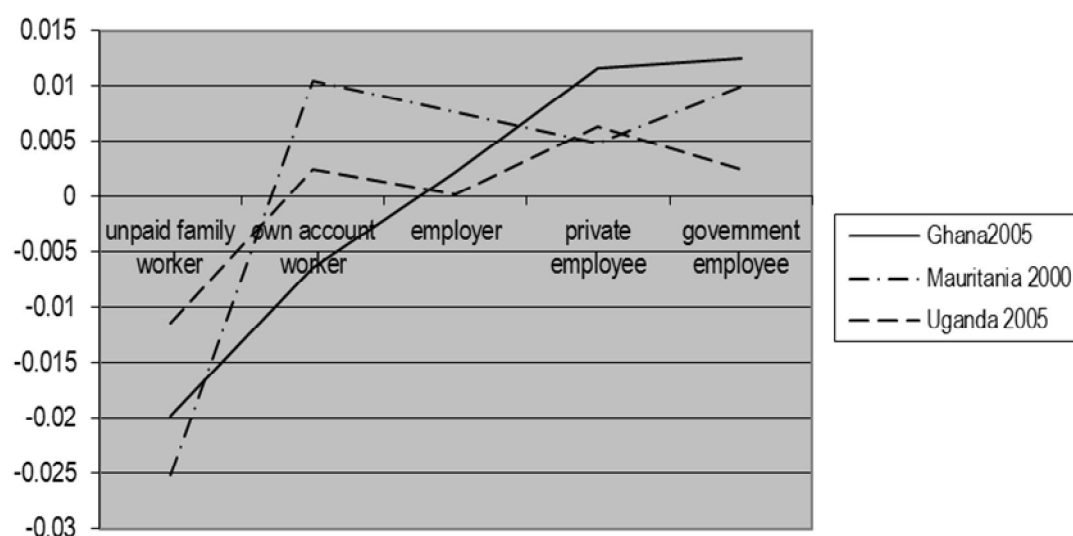 0.015
0.01
0.005
0
-0.005
-0.01
-0.015
-0.02
-0.025
-0.03
unpaid family
worker
own account
worker
employer
private
employee
government
employee
Ghana2005
Mauritania 2000
Uganda 2005